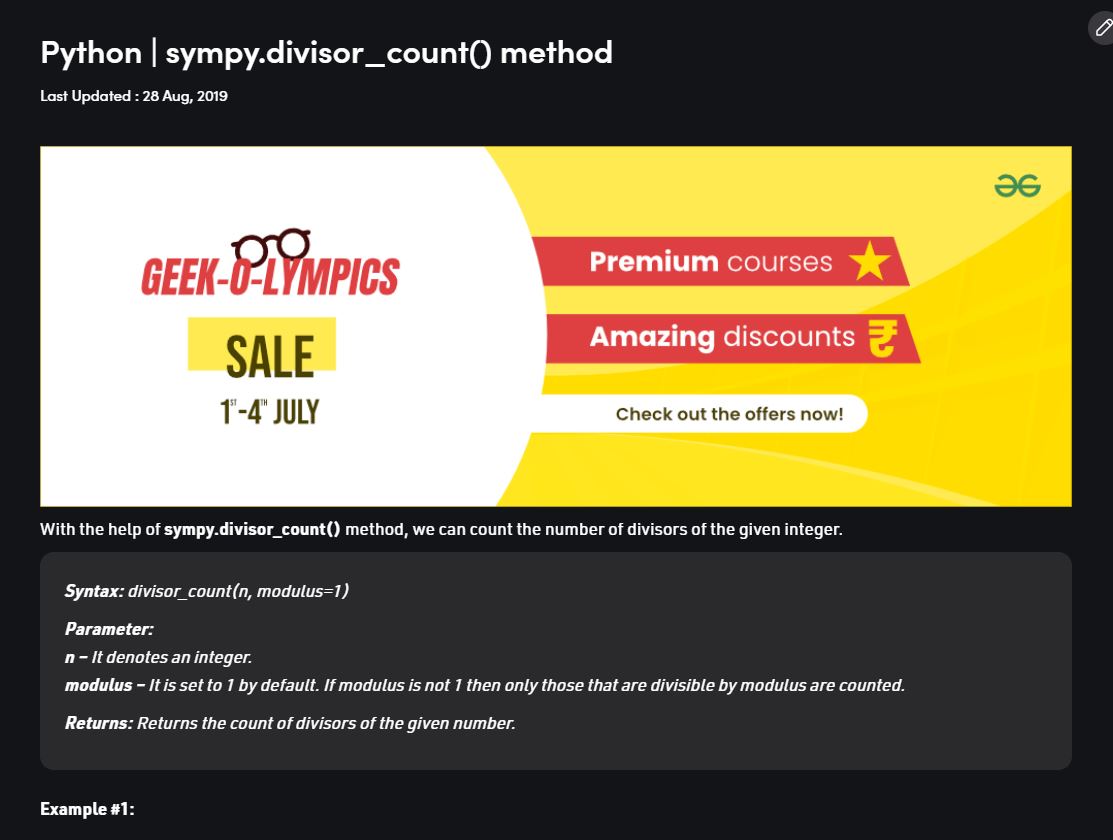 Python | sympy.divisor_count() method
Last Updated : 28 Aug, 2019
GEEK-O-LYMPICS
SALE
1ST-4TH JULY
Premium courses
Amazing discounts ₹
Check out the offers now!
With the help of sympy.divisor_count() method, we can count the number of divisors of the given integer.
Syntax: divisor_count(n, modulus=1)
Parameter:
n – It denotes an integer.
modulus – It is set to 1 by default. If modulus is not 1 then only those that are divisible by modulus are counted.
Returns: Returns the count of divisors of the given number.
Example #1: